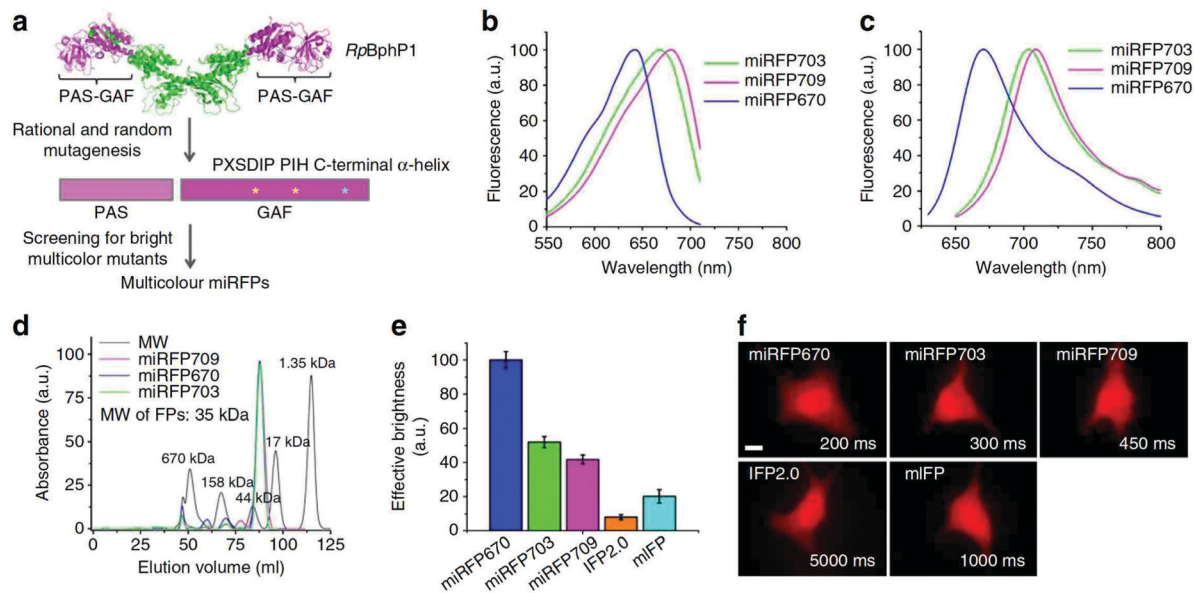 a
RpBphP1
PAS-GAF
PAS-GAF
Rational and random
mutagenesis
PXSDIP PIH C-terminal α-helix
* * *
PAS
GAF
Screening for bright
multicolor mutants
Multicolour miRFPs
b
Fluorescence (a.u.)
100
80
60
40
20
0
miRFP703
miRFP709
miRFP670
550 600 650 700 750 800
Wavelength (nm)
c
Fluorescence (a.u.)
100
80
60
40
20
0
miRFP703
miRFP709
miRFP670
650 700 750 800
Wavelength (nm)
d
Absorbance (a.u.)
100
75
50
25
0
MW
miRFP709
miRFP670
miRFP703
MW of FPs: 35 kDa
1.35 kDa
17 kDa
670 kDa
158 kDa
44 kDa
0 25 50 75 100 125
Elution volume (ml)
e
Effective brightness
(a.u.)
100
80
60
40
20
0
miRFP670
miRFP703
miRFP709
IFP2.0
mIFP
f
miRFP670
200 ms
miRFP703
300 ms
miRFP709
450 ms
IFP2.0
5000 ms
mIFP
1000 ms